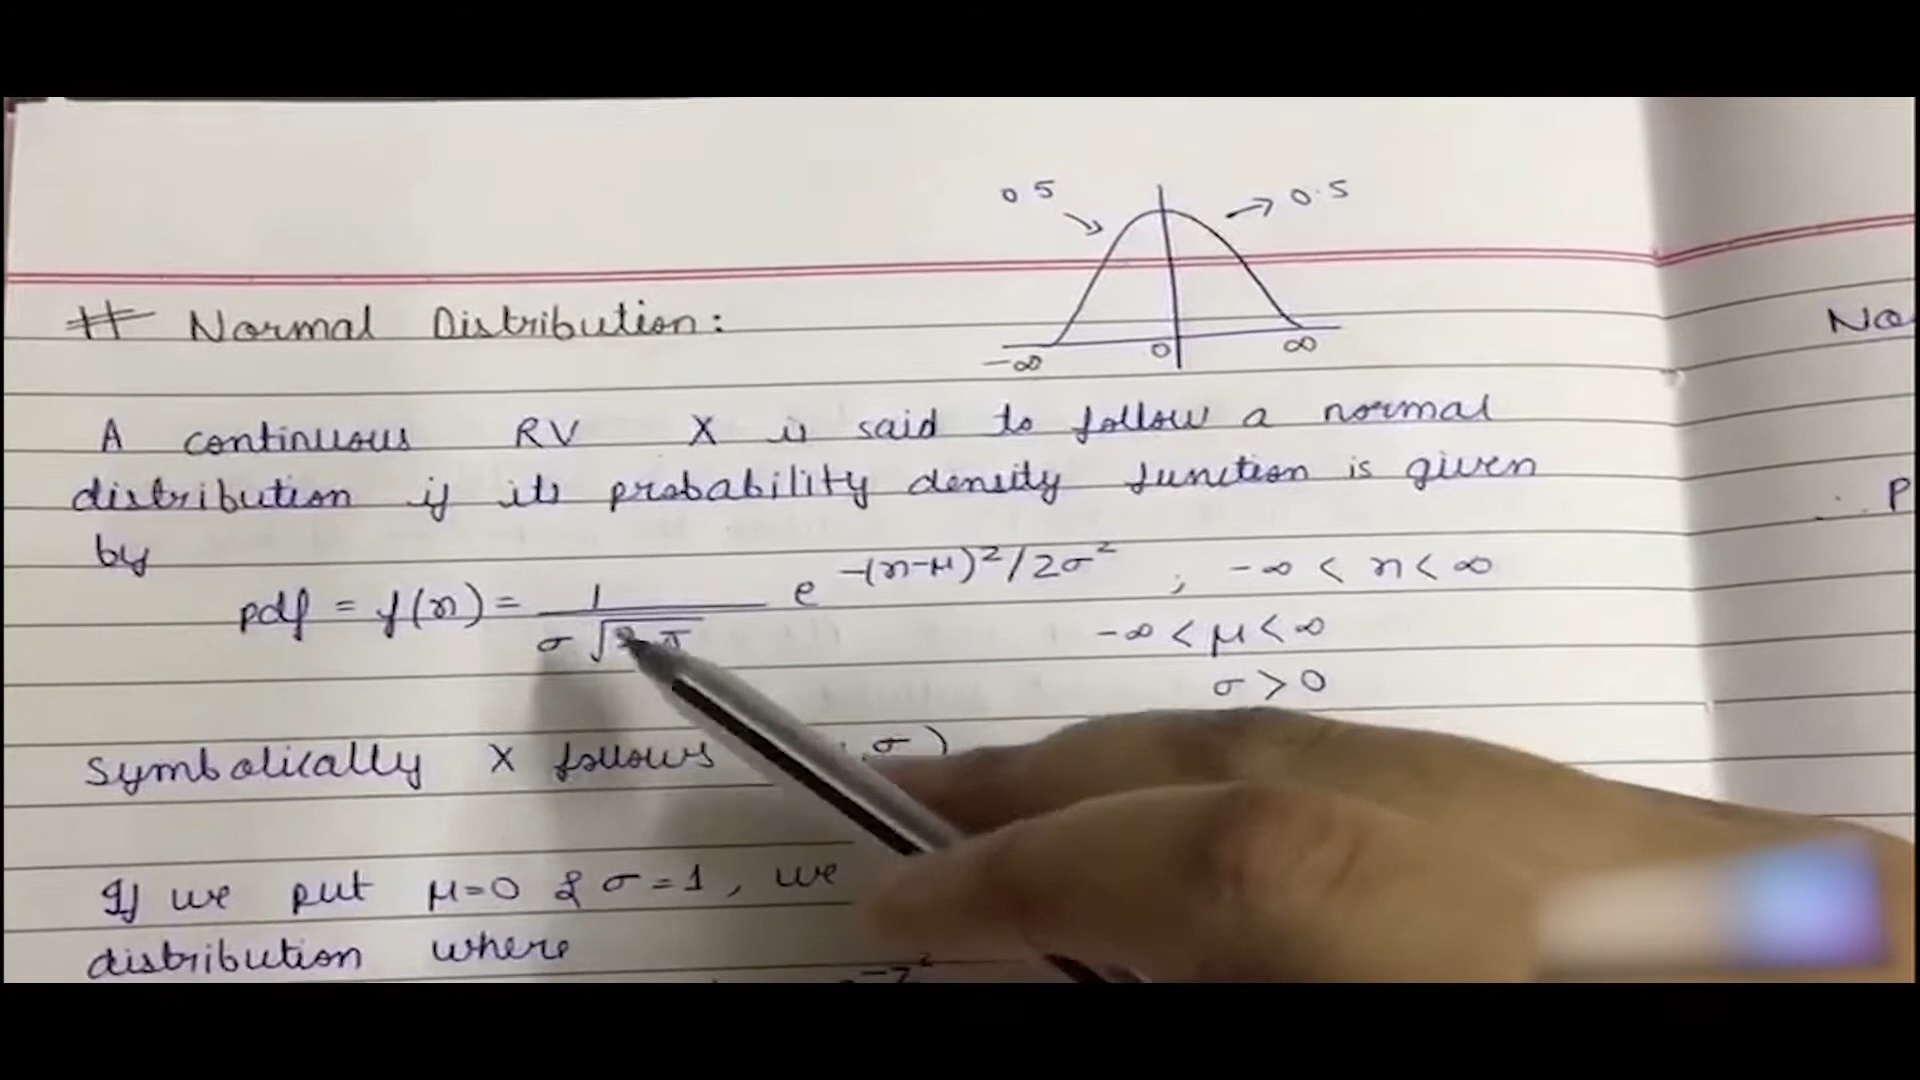 0.5 0.5
-∞ 0 ∞
# Normal Distribution:
A continuous RV X is said to follow a normal
distribution if its probability density function is given
by
pdf = f(x) = 1 / σ√2π e^-(x-μ)²/2σ² ; -∞ < x < ∞
-∞ < μ < ∞
σ > 0
Symbolically X follows , σ)
If we put μ=0 & σ=1, we
distribution where
No
∴ P